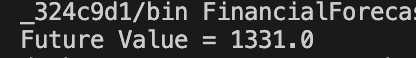 _324c9d1/bin FinancialForecas
Future Value = 1331.0